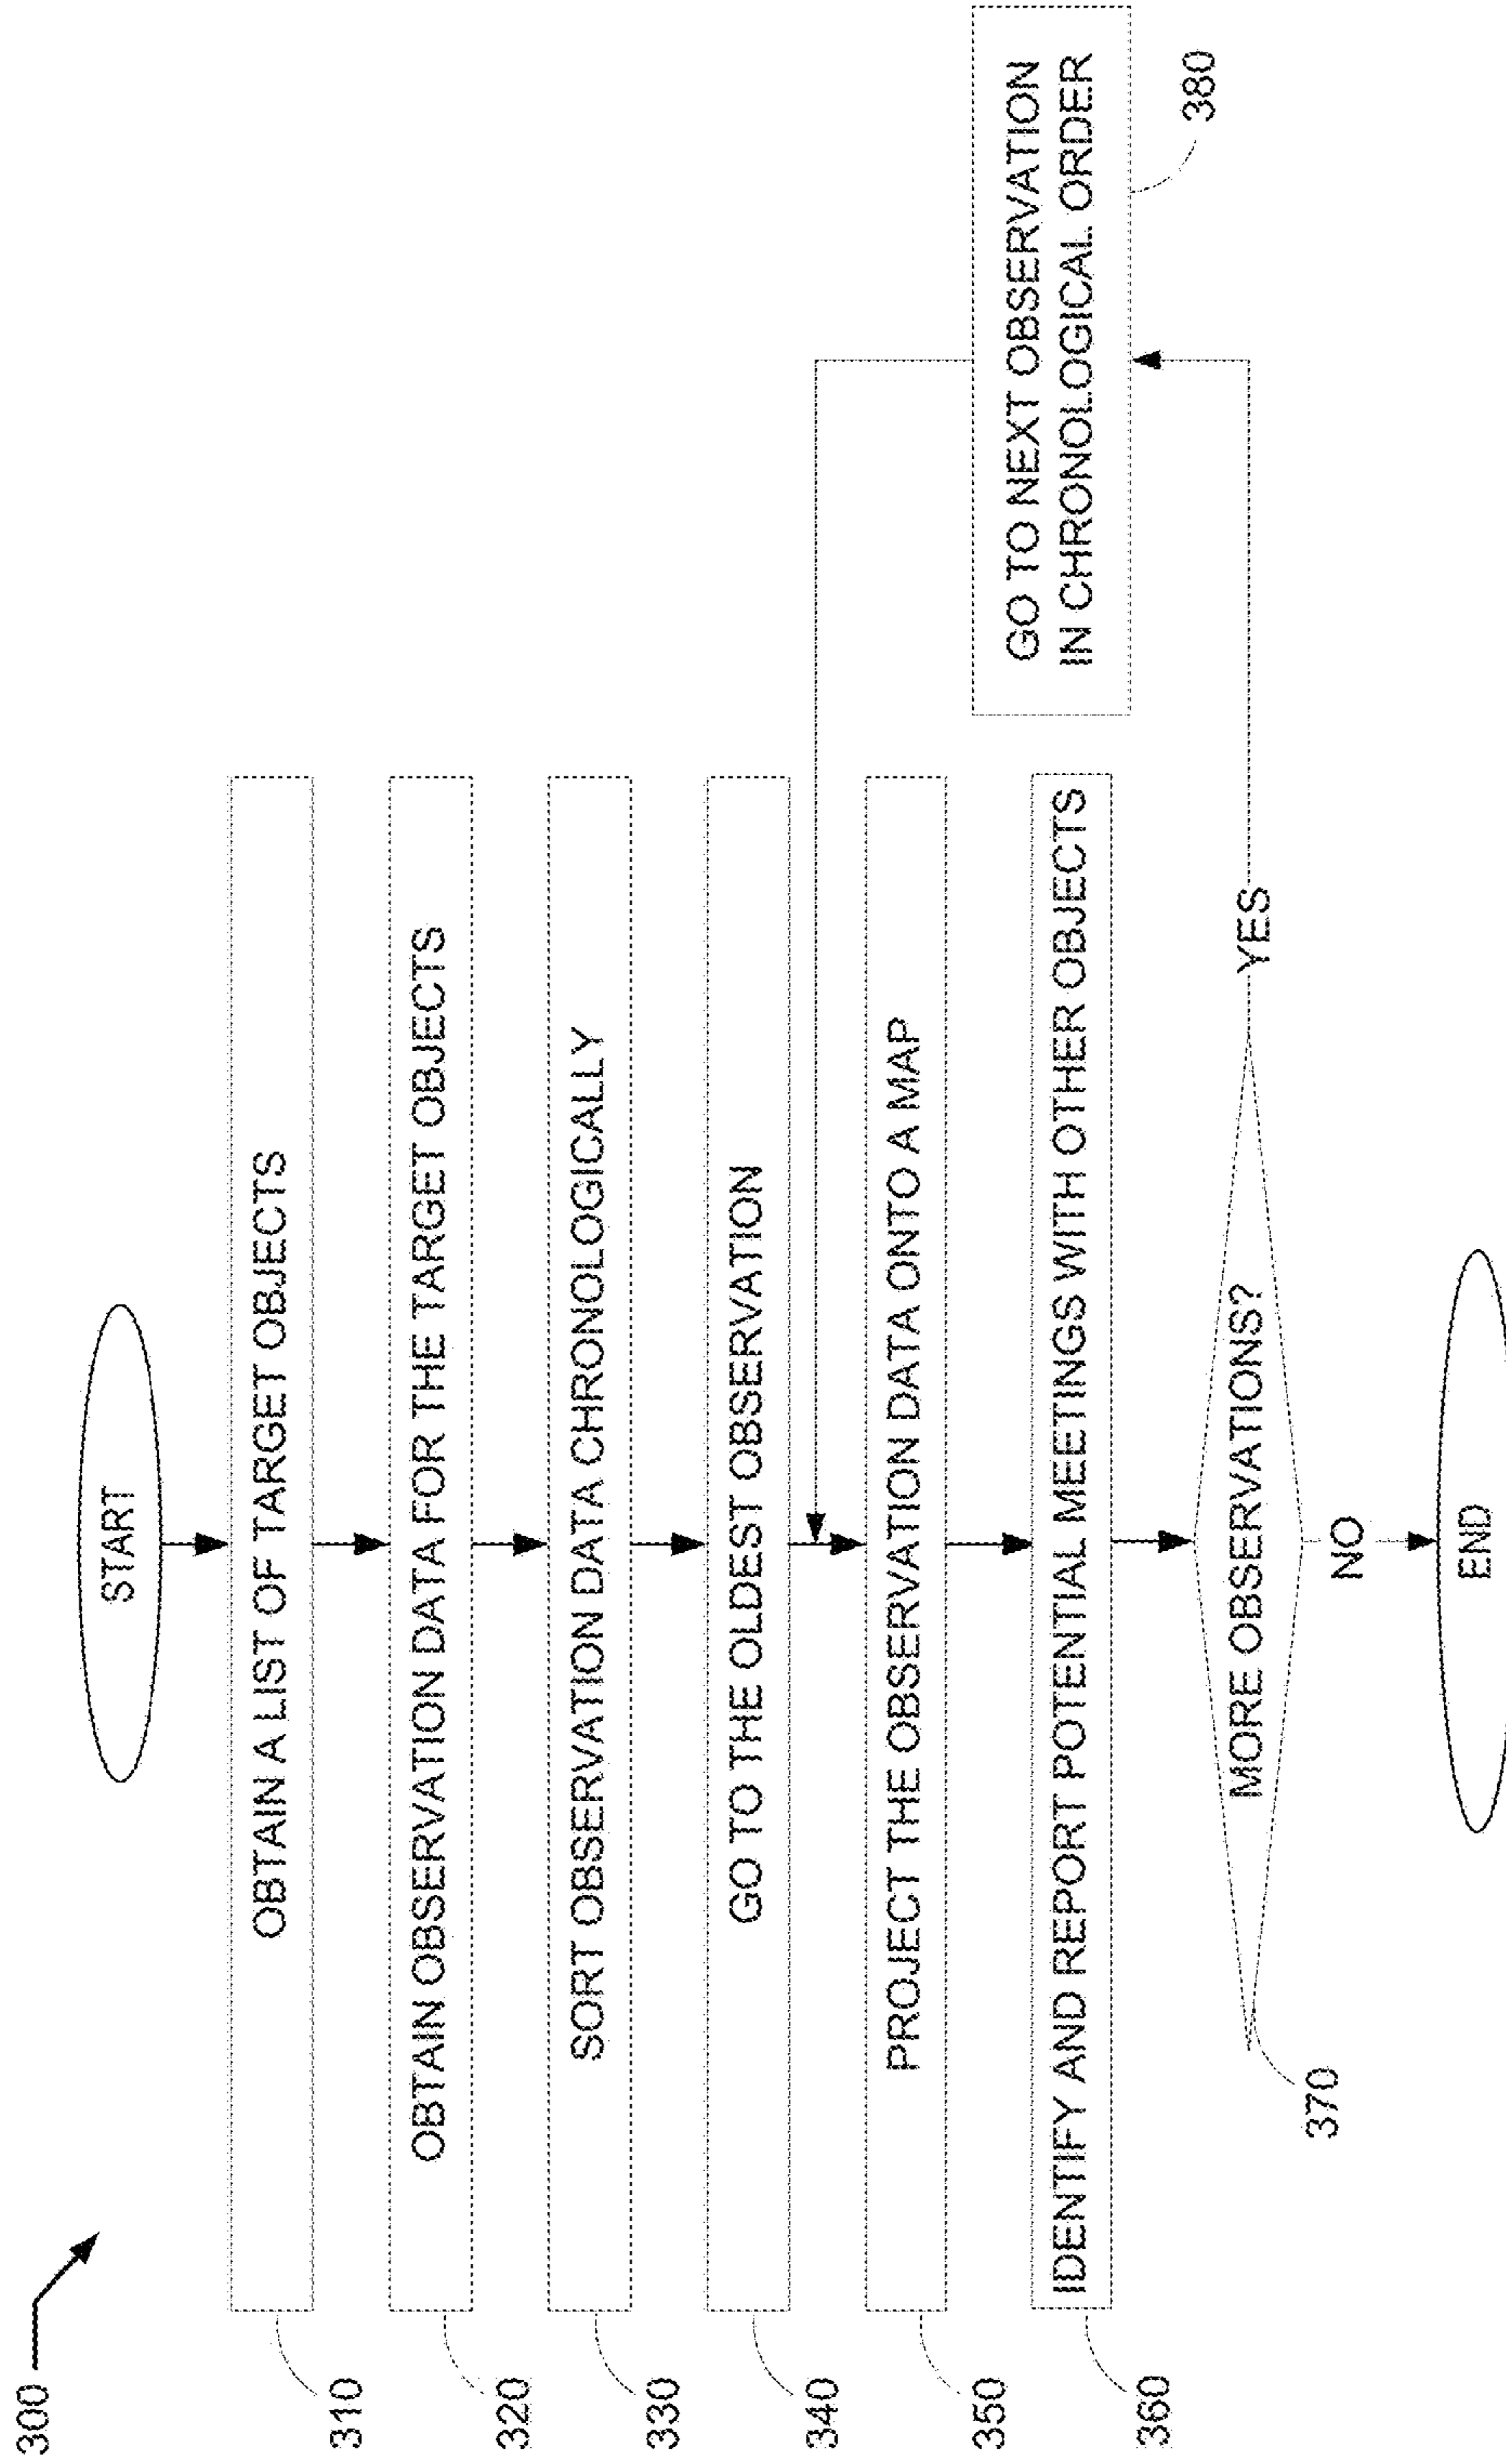 300
START
310
OBTAIN A LIST OF TARGET OBJECTS
320
OBTAIN OBSERVATION DATA FOR THE TARGET OBJECTS
330
SORT OBSERVATION DATA CHRONOLOGICALLY
340
GO TO THE OLDEST OBSERVATION
350
PROJECT THE OBSERVATION DATA ONTO A MAP
360
IDENTIFY AND REPORT POTENTIAL MEETINGS WITH OTHER OBJECTS
370
MORE OBSERVATIONS?
YES
GO TO NEXT OBSERVATION
IN CHRONOLOGICAL ORDER
380
NO
END